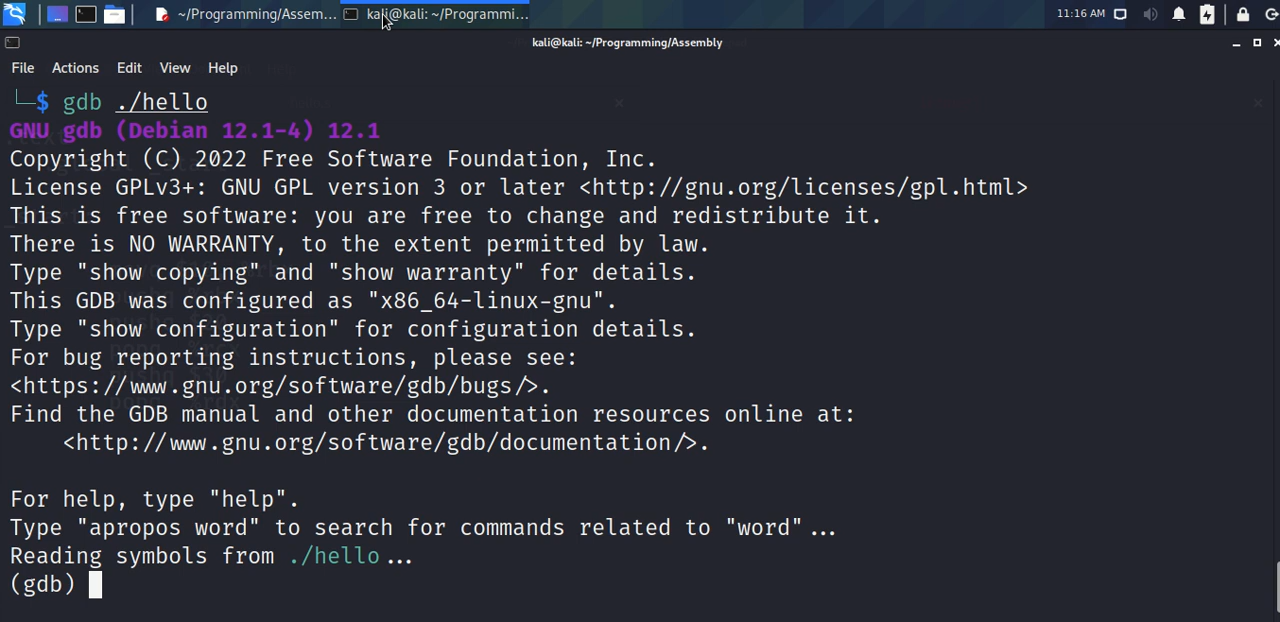 ~/Programming/Assem...
kali@kali: ~/Programmi...
11:16 AM
kali@kali: ~/Programming/Assembly
File Actions Edit View Help
└─$ gdb ./hello
GNU gdb (Debian 12.1-4) 12.1
Copyright (C) 2022 Free Software Foundation, Inc.
License GPLv3+: GNU GPL version 3 or later <http://gnu.org/licenses/gpl.html>
This is free software: you are free to change and redistribute it.
There is NO WARRANTY, to the extent permitted by law.
Type "show copying" and "show warranty" for details.
This GDB was configured as "x86_64-linux-gnu".
Type "show configuration" for configuration details.
For bug reporting instructions, please see:
<https://www.gnu.org/software/gdb/bugs/>.
Find the GDB manual and other documentation resources online at:
    <http://www.gnu.org/software/gdb/documentation/>.
For help, type "help".
Type "apropos word" to search for commands related to "word"...
Reading symbols from ./hello...
(gdb)